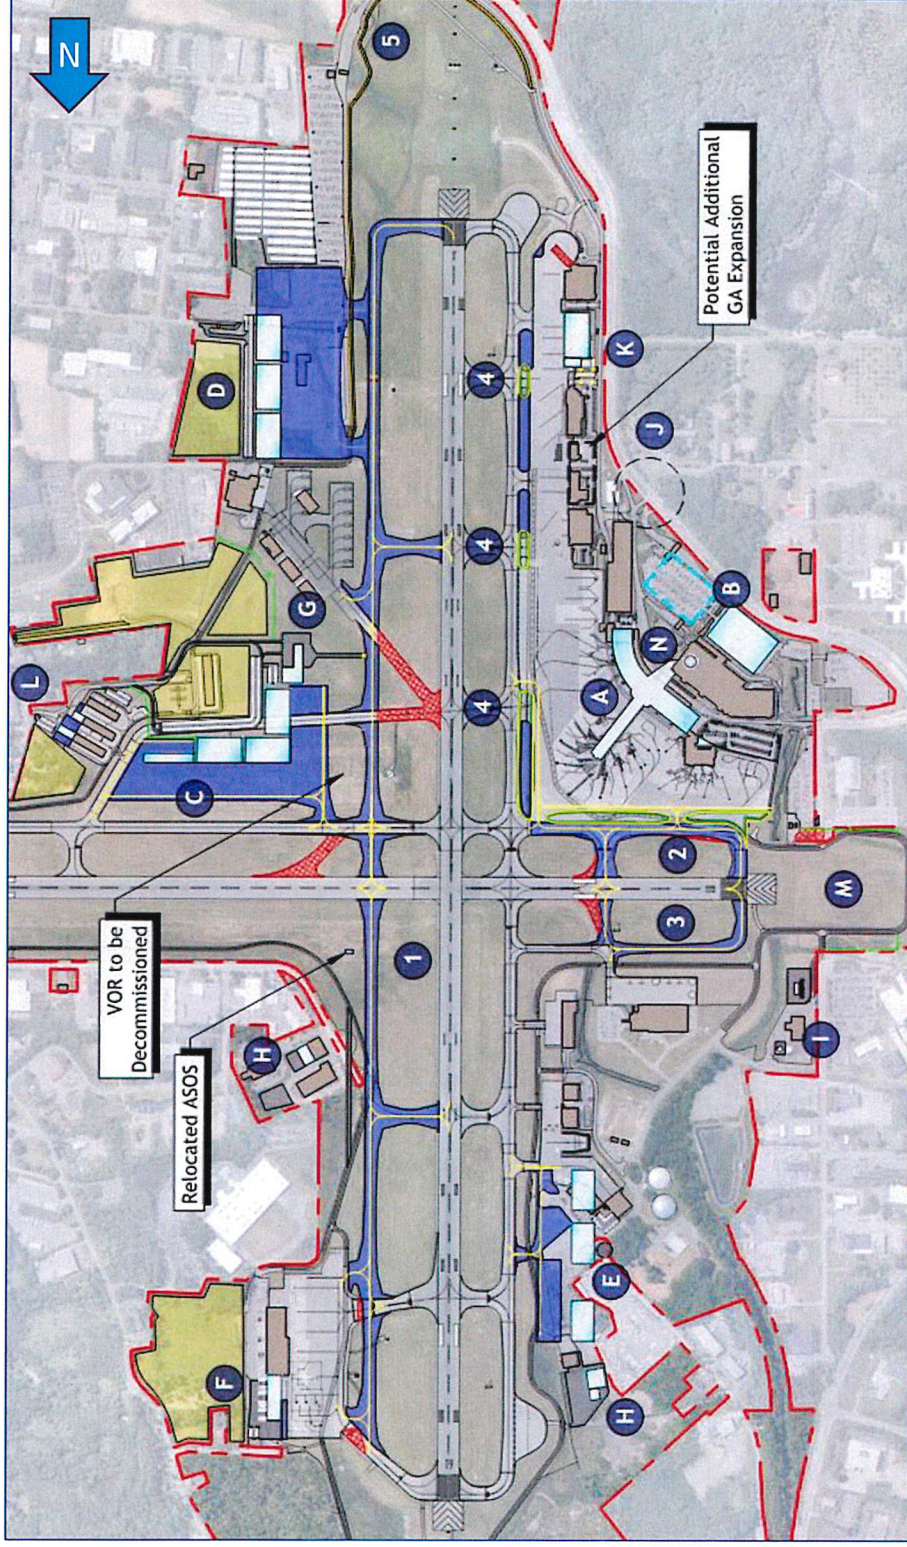 N
5
D
Potential Additional
GA Expansion
K
J
4
4
4
L
G
B
N
A
C
2
3
M
1
VOR to be
Decommissioned
Relocated ASOS
H
I
E
F
H